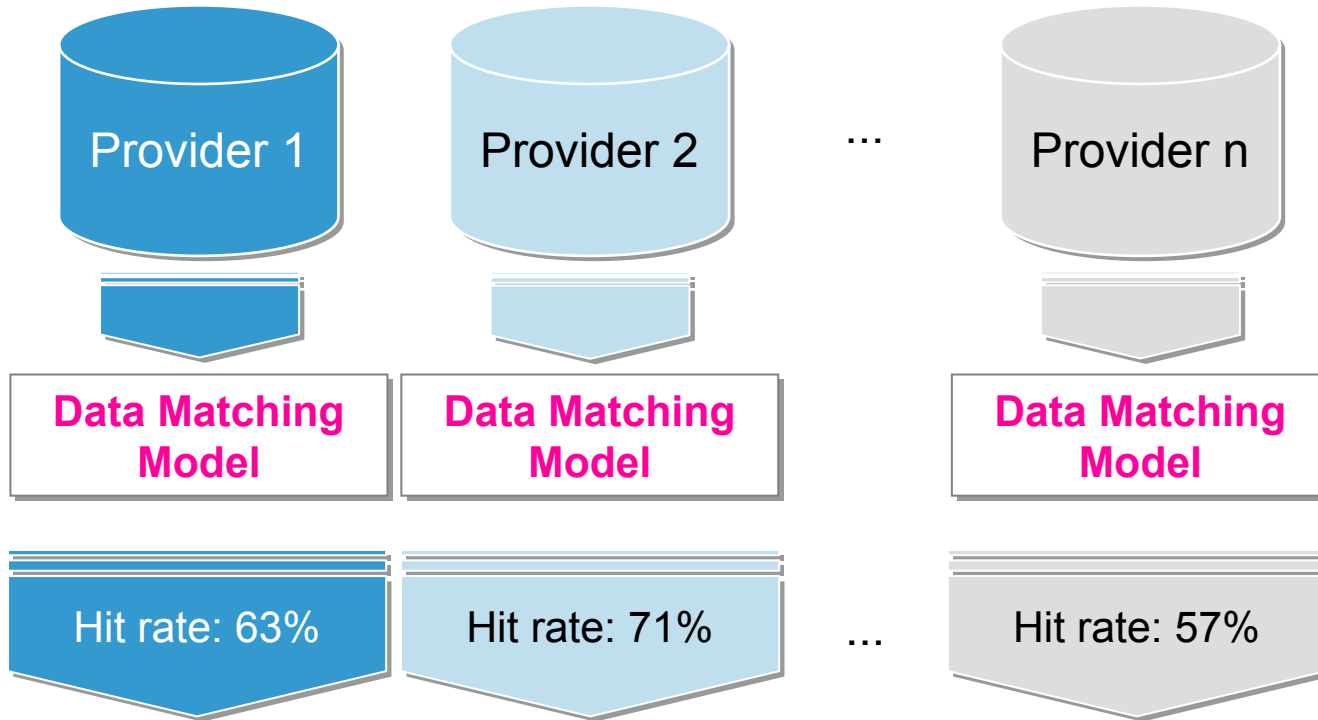 Provider 1
Provider 2
...
Provider n
Data Matching
Model
Data Matching
Model
Data Matching
Model
Hit rate: 63%
Hit rate: 71%
...
Hit rate: 57%